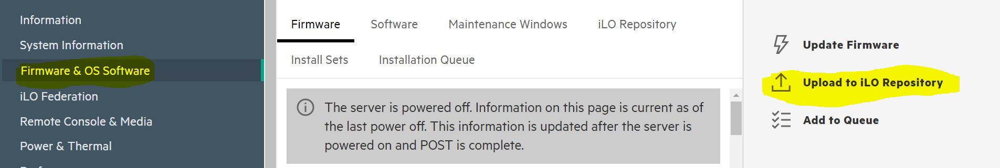 Information
System Information
Firmware & OS Software
iLO Federation
Remote Console & Media
Power & Thermal
Firmware
Software
Maintenance Windows
iLO Repository
Install Sets
Installation Queue
The server is powered off. Information on this page is current as of
the last power off. This information is updated after the server is
powered on and POST is complete.
Update Firmware
Upload to iLO Repository
Add to Queue